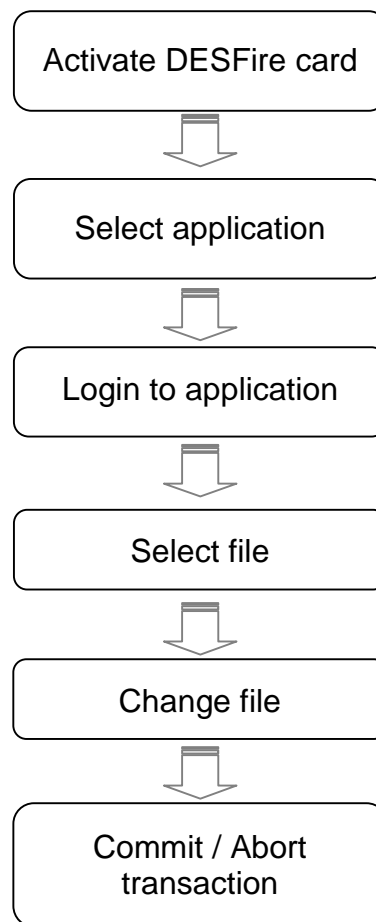 Activate DESFire card
Select application
Login to application
Select file
Change file
Commit / Abort
transaction